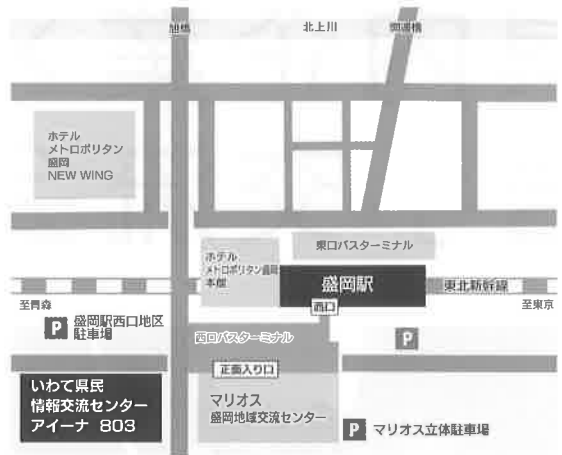 旭橋
北上川
開運橋
ホテル
メトロポリタン
盛岡
NEW WING
東口バスターミナル
ホテル
メトロポリタン盛岡
本館
盛岡駅
東北新幹線
至青森
西口
至東京
P 盛岡駅西口地区
駐車場
西口バスターミナル
P
正面入り口
いわて県民
情報交流センター
アイーナ 803
マリオス
盛岡地域交流センター
P マリオス立体駐車場